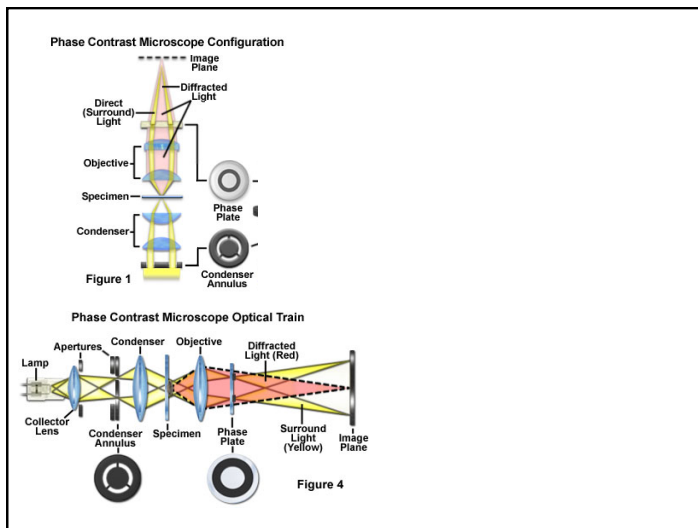 Phase Contrast Microscope Configuration
Image
Plane
Diffracted
Light
Direct
(Surround)
Light
Objective
Specimen
Phase
Plate
Condenser
Condenser
Annulus
Figure 1
Phase Contrast Microscope Optical Train
Condenser
Objective
Apertures
Diffracted
Light (Red)
Lamp
Collector
Lens
Condenser
Annulus
Specimen
Phase
Plate
Surround
Light
(Yellow)
Image
Plane
Figure 4